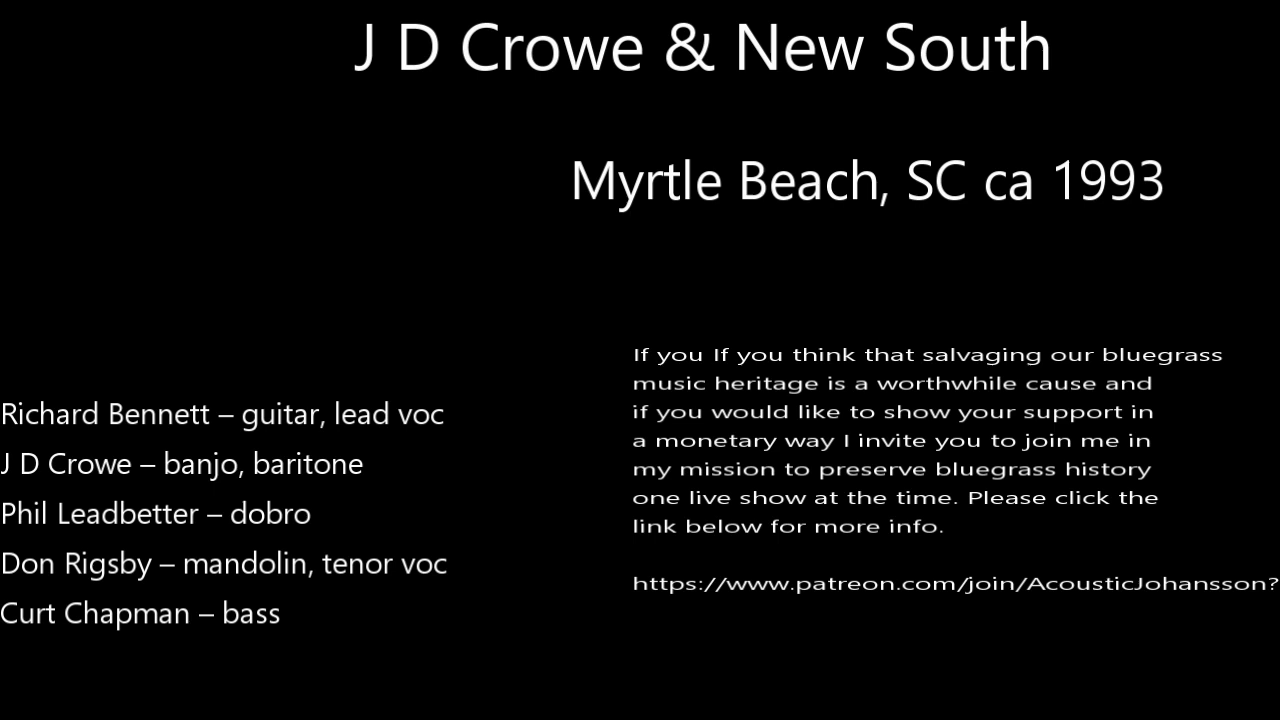 J D Crowe & New South
Myrtle Beach, SC ca 1993
Richard Bennett – guitar, lead voc
J D Crowe – banjo, baritone
Phil Leadbetter – dobro
Don Rigsby – mandolin, tenor voc
Curt Chapman – bass
If you If you think that salvaging our bluegrass
music heritage is a worthwhile cause and
if you would like to show your support in
a monetary way I invite you to join me in
my mission to preserve bluegrass history
one live show at the time. Please click the
link below for more info.
https://www.patreon.com/join/AcousticJohansson?